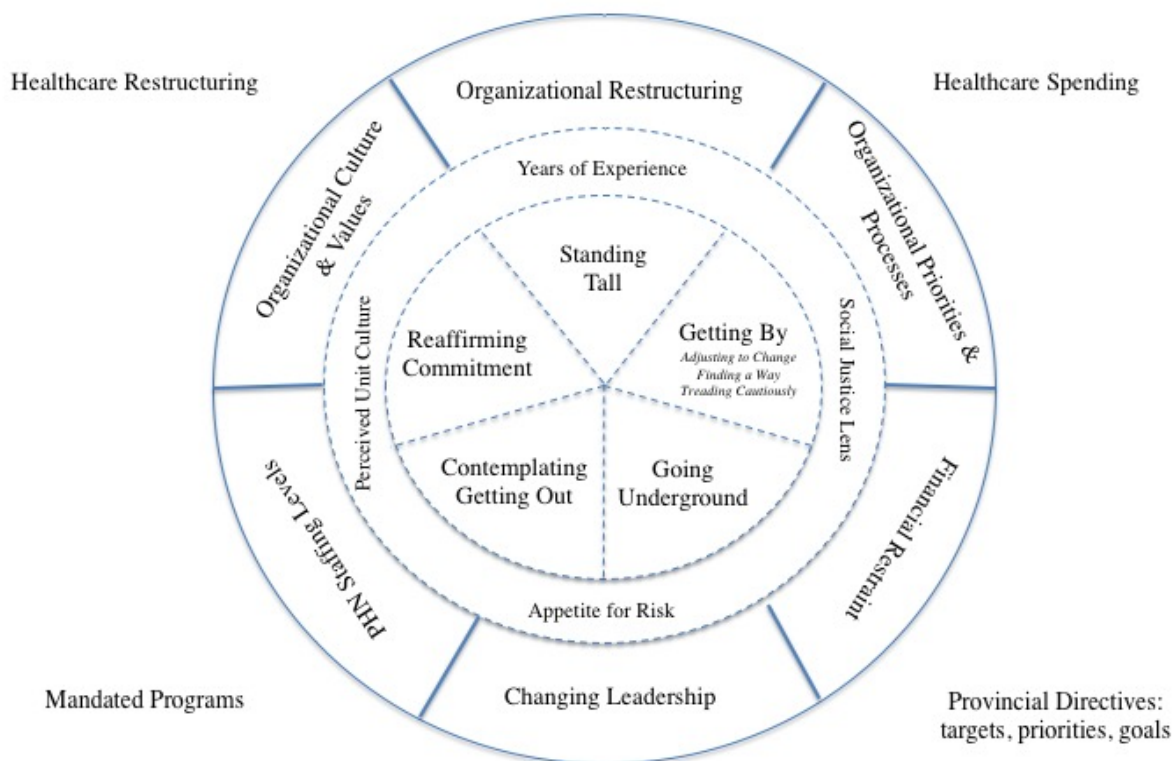 Healthcare Restructuring
Healthcare Spending
Organizational Restructuring
Organizational Culture
& Values
Organizational Priorities &
Processes
Years of Experience
Standing
Tall
Reaffirming
Commitment
Getting By
Adjusting to Change
Finding a Way
Treading Cautiously
Perceived Unit Culture
Social Justice Lens
Contemplating
Getting Out
Going
Underground
PHN Staffing Levels
Financial Restraint
Appetite for Risk
Changing Leadership
Mandated Programs
Provincial Directives:
targets, priorities, goals